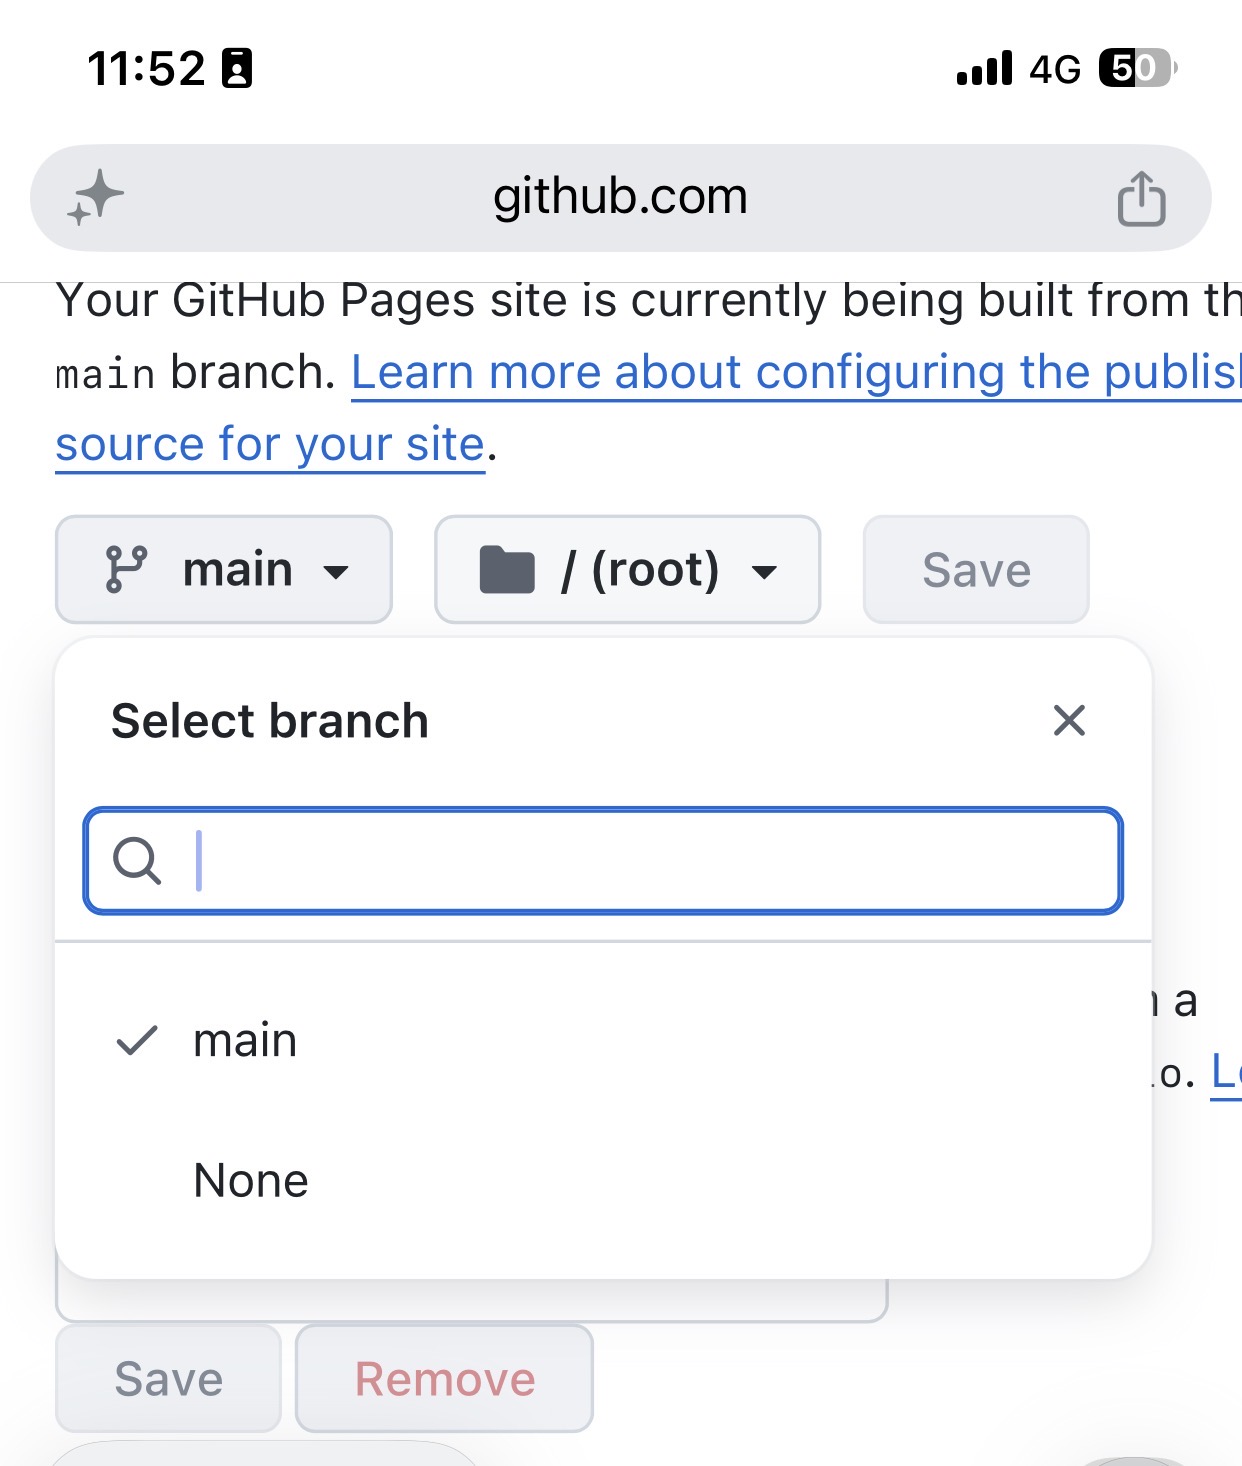 11:52
4G 50
github.com
Your GitHub Pages site is currently being built from th
main branch. Learn more about configuring the publis
source for your site.
main / (root) Save
Select branch
main
a
o. L
None
Save Remove